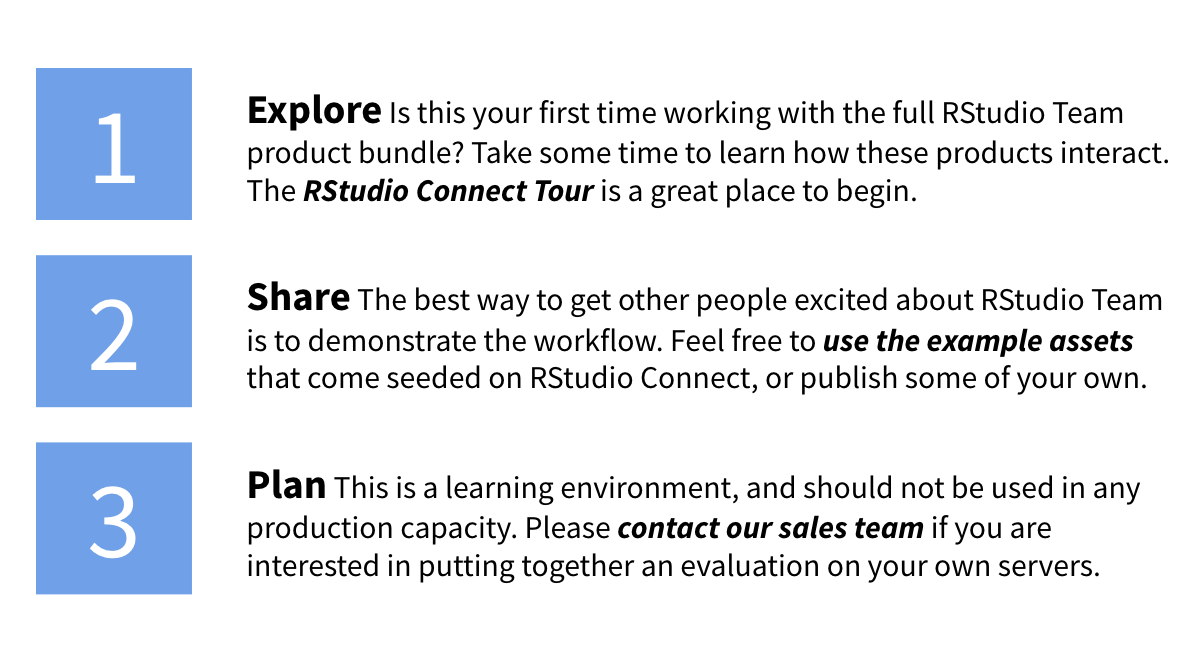 1
Explore Is this your first time working with the full RStudio Team
product bundle? Take some time to learn how these products interact.
The RStudio Connect Tour is a great place to begin.
2
Share The best way to get other people excited about RStudio Team
is to demonstrate the workflow. Feel free to use the example assets
that come seeded on RStudio Connect, or publish some of your own.
3
Plan This is a learning environment, and should not be used in any
production capacity. Please contact our sales team if you are
interested in putting together an evaluation on your own servers.